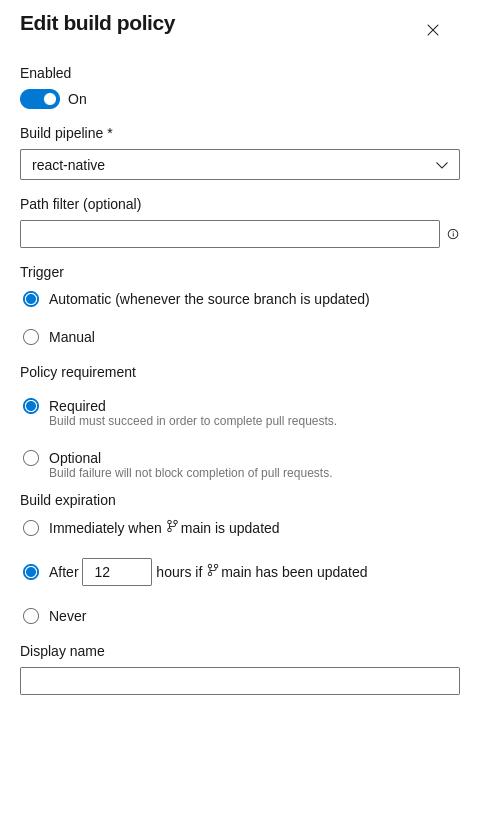 Edit build policy
Enabled
On
Build pipeline *
react-native
Path filter (optional)
Trigger
Automatic (whenever the source branch is updated)
Manual
Policy requirement
Required
Build must succeed in order to complete pull requests.
Optional
Build failure will not block completion of pull requests.
Build expiration
Immediately when main is updated
After 12 hours if main has been updated
Never
Display name